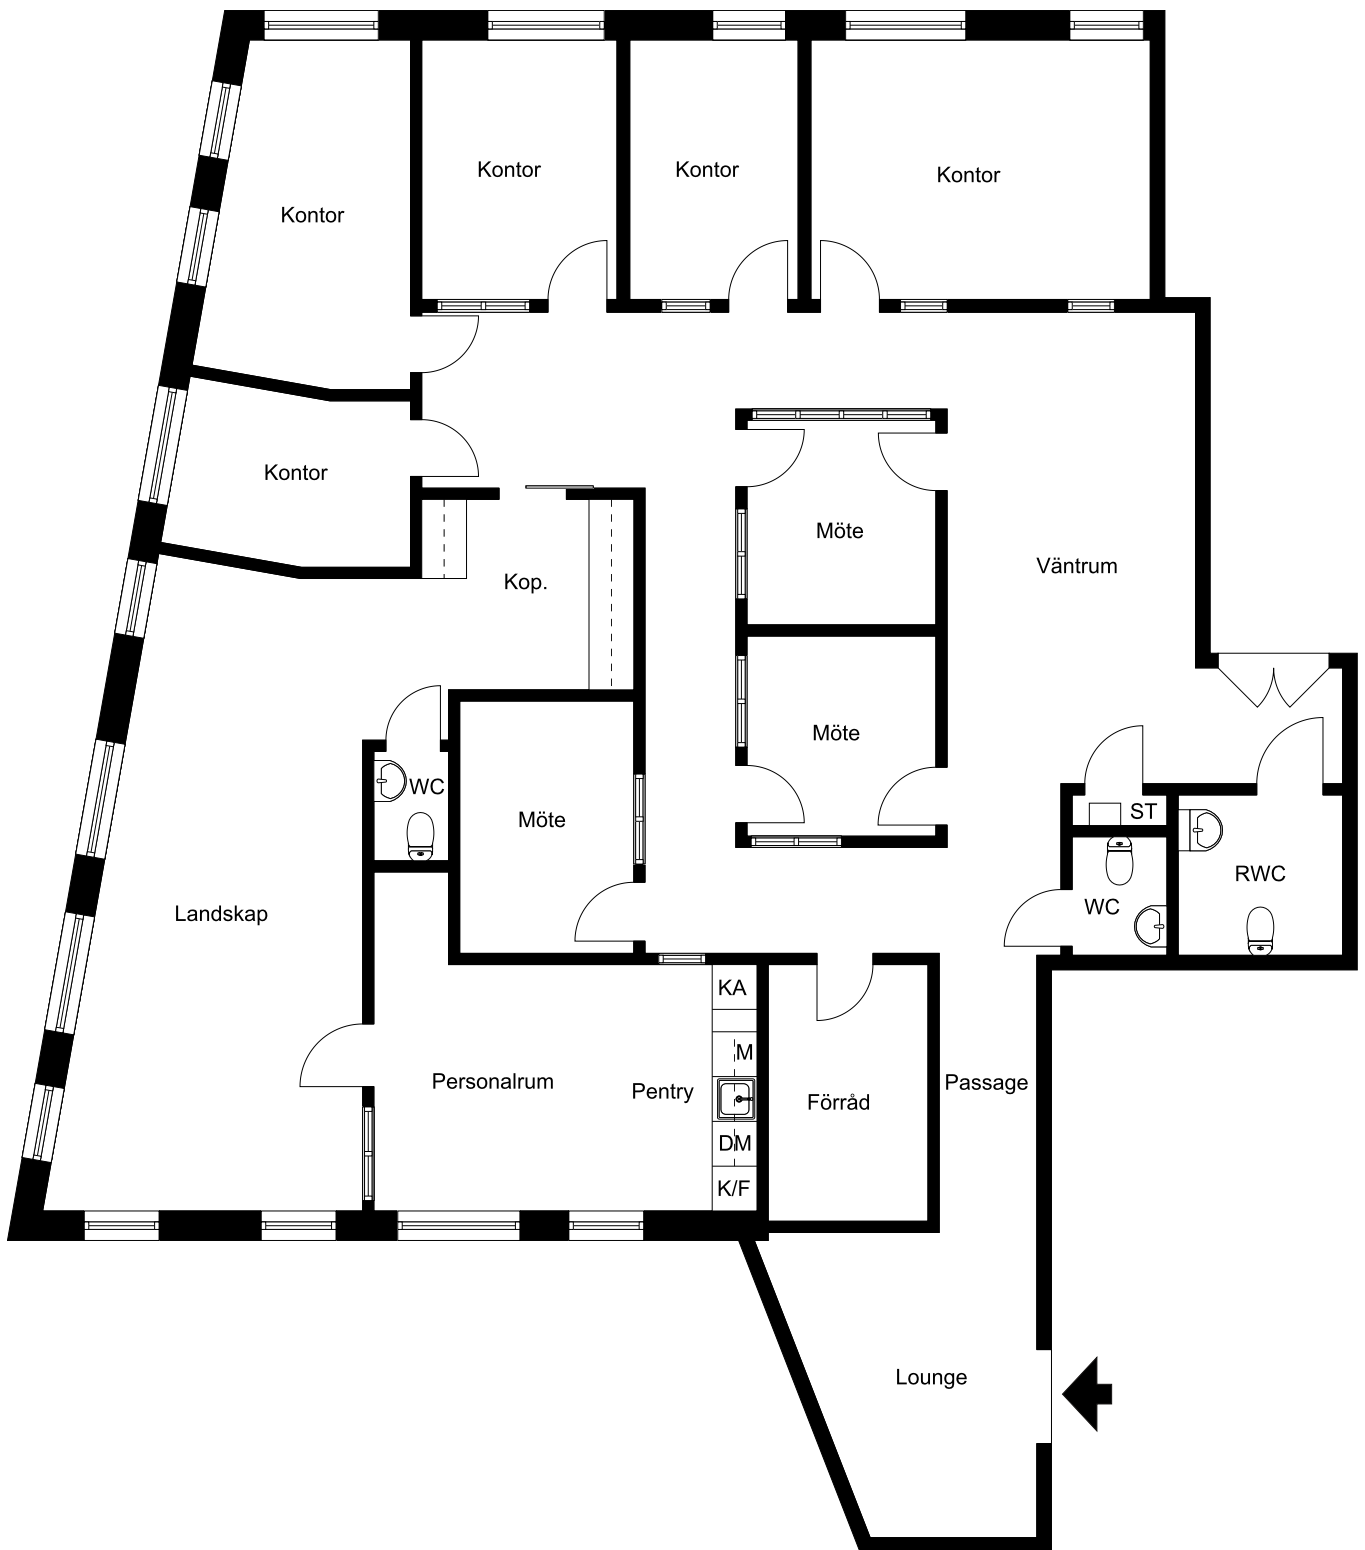 Kontor
Kontor
Kontor
Kontor
Kontor
Möte
Väntrum
Kop.
Möte
WC
Möte
ST
RWC
WC
Landskap
KA
M
Personalrum
Pentry
Passage
Förråd
DM
K/F
Lounge